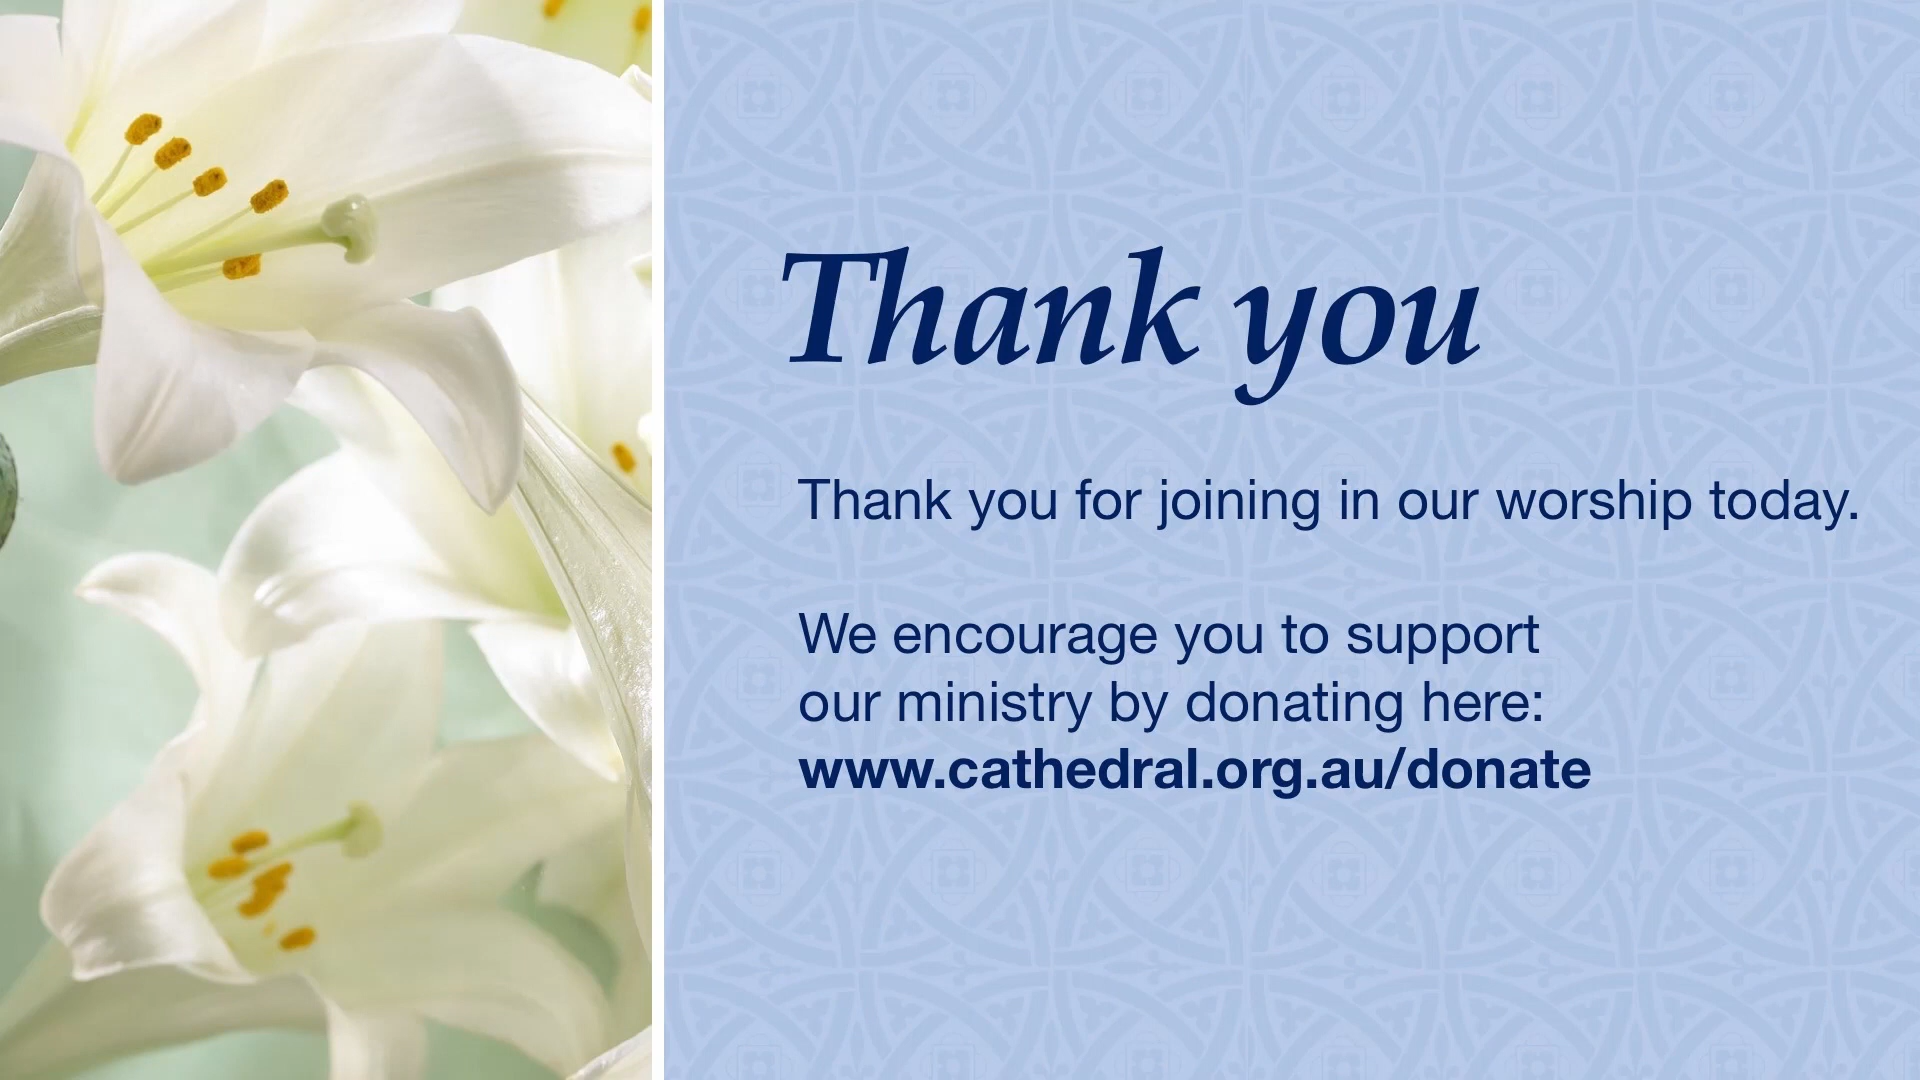 Thank you
Thank you for joining in our worship today.
We encourage you to support
our ministry by donating here:
www.cathedral.org.au/donate